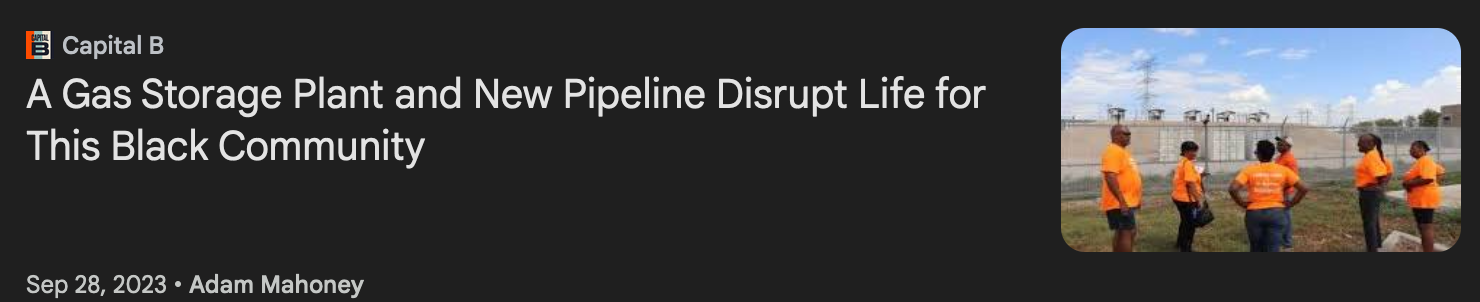 CAPITAL B
Capital B
A Gas Storage Plant and New Pipeline Disrupt Life for
This Black Community
Sep 28, 2023 • Adam Mahoney